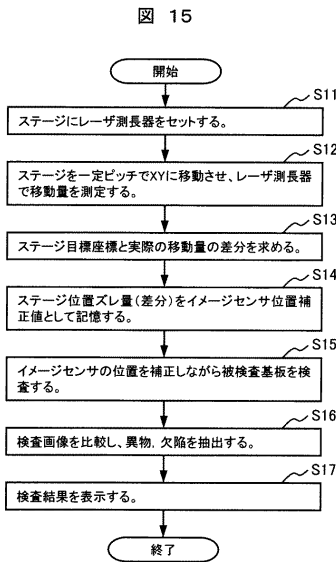 図 15
開始
S11
ステージにレーザ測長器をセットする。
S12
ステージを一定ピッチでXYに移動させ、レーザ測長器
で移動量を測定する。
S13
ステージ目標座標と実際の移動量の差分を求める。
S14
ステージ位置ズレ量(差分)をイメージセンサ位置補
正値として記憶する。
S15
イメージセンサの位置を補正しながら被検査基板を検
査する。
S16
検査画像を比較し、異物, 欠陥を抽出する。
S17
検査結果を表示する。
終了